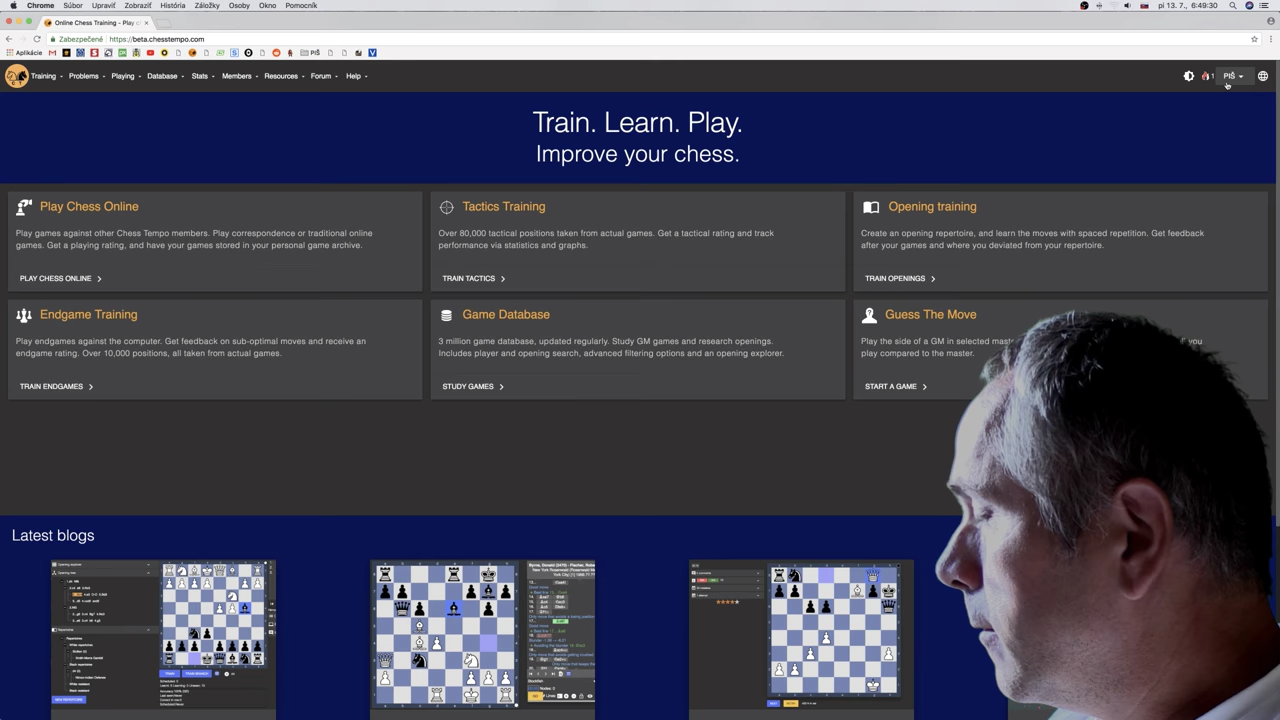 Chrome Súbor Upraviť Zobraziť História Záložky Osoby Okno Pomocník pi 13. 7., 6:49:30
Online Chess Training - Play c
Zabezpečené https://beta.chesstempo.com
Aplikácie PIŠ
Training Problems Playing Database Stats Members Resources Forum Help 1 PIŠ
Train. Learn. Play.
Improve your chess.
Play Chess Online
Play games against other Chess Tempo members. Play correspondence or traditional online
games. Get a playing rating, and have your games stored in your personal game archive.
PLAY CHESS ONLINE
Tactics Training
Over 80,000 tactical positions taken from actual games. Get a tactical rating and track
performance via statistics and graphs.
TRAIN TACTICS
Opening training
Create an opening repertoire, and learn the moves with spaced repetition. Get feedback
after your games and where you deviated from your repertoire.
TRAIN OPENINGS
Endgame Training
Play endgames against the computer. Get feedback on sub-optimal moves and receive an
endgame rating. Over 10,000 positions, all taken from actual games.
TRAIN ENDGAMES
Game Database
3 million game database, updated regularly. Study GM games and research openings.
Includes player and opening search, advanced filtering options and an opening explorer.
STUDY GAMES
Guess The Move
Play the side of a GM in selected
play compared to the master.
START A GAME
Latest blogs